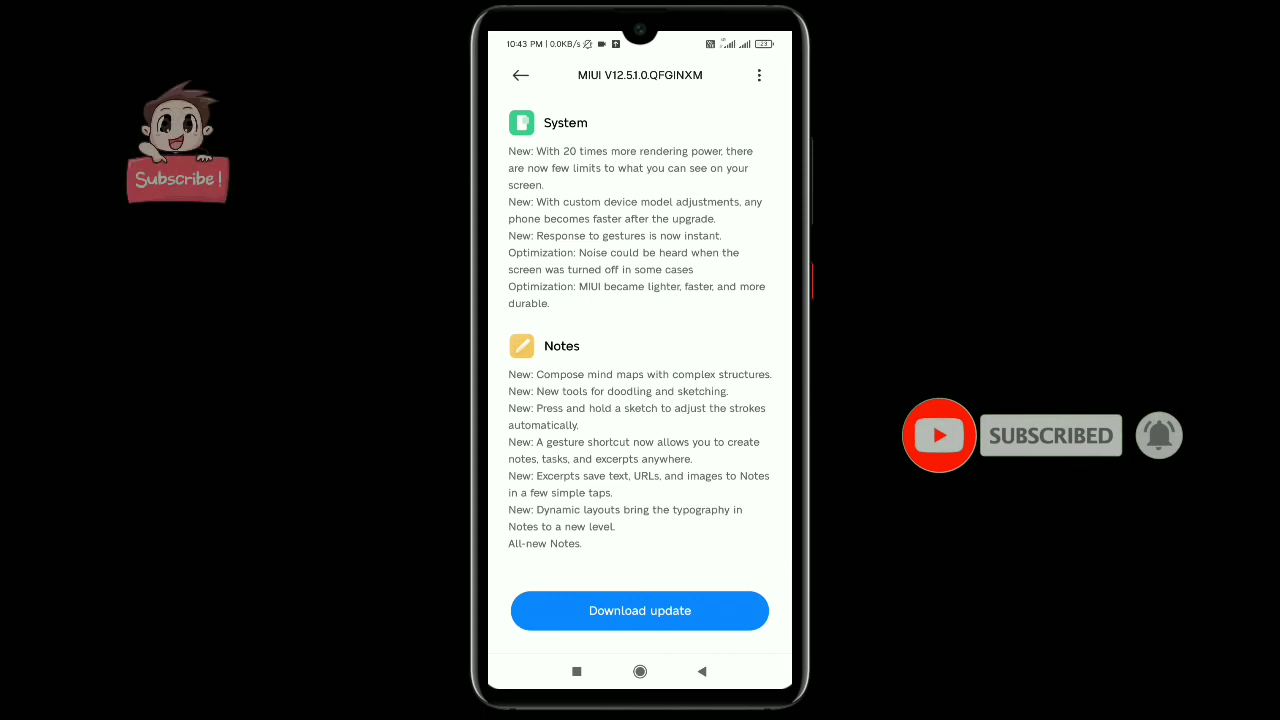 10:43 PM | 0.0KB/s
23
MIUI V12.5.1.0.QFGINXM
System
New: With 20 times more rendering power, there
are now few limits to what you can see on your
screen.
New: With custom device model adjustments, any
phone becomes faster after the upgrade.
New: Response to gestures is now instant.
Optimization: Noise could be heard when the
screen was turned off in some cases
Optimization: MIUI became lighter, faster, and more
durable.
Notes
New: Compose mind maps with complex structures.
New: New tools for doodling and sketching.
New: Press and hold a sketch to adjust the strokes
automatically.
New: A gesture shortcut now allows you to create
notes, tasks, and excerpts anywhere.
New: Excerpts save text, URLs, and images to Notes
in a few simple taps.
New: Dynamic layouts bring the typography in
Notes to a new level.
All-new Notes.
Download update
Subscribe!
SUBSCRIBED